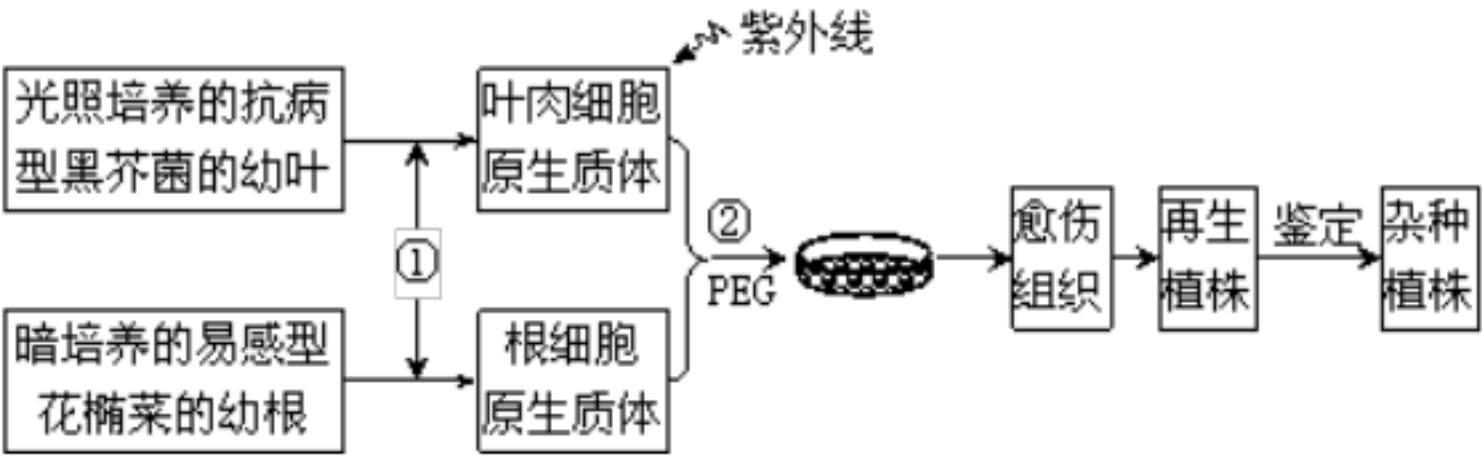 紫外线
光照培养的抗病
型黑芥菌的幼叶
叶肉细胞
原生质体
①
暗培养的易感型
花椭菜的幼根
根细胞
原生质体
②
PEG
愈伤
组织
再生
植株
鉴定
杂种
植株